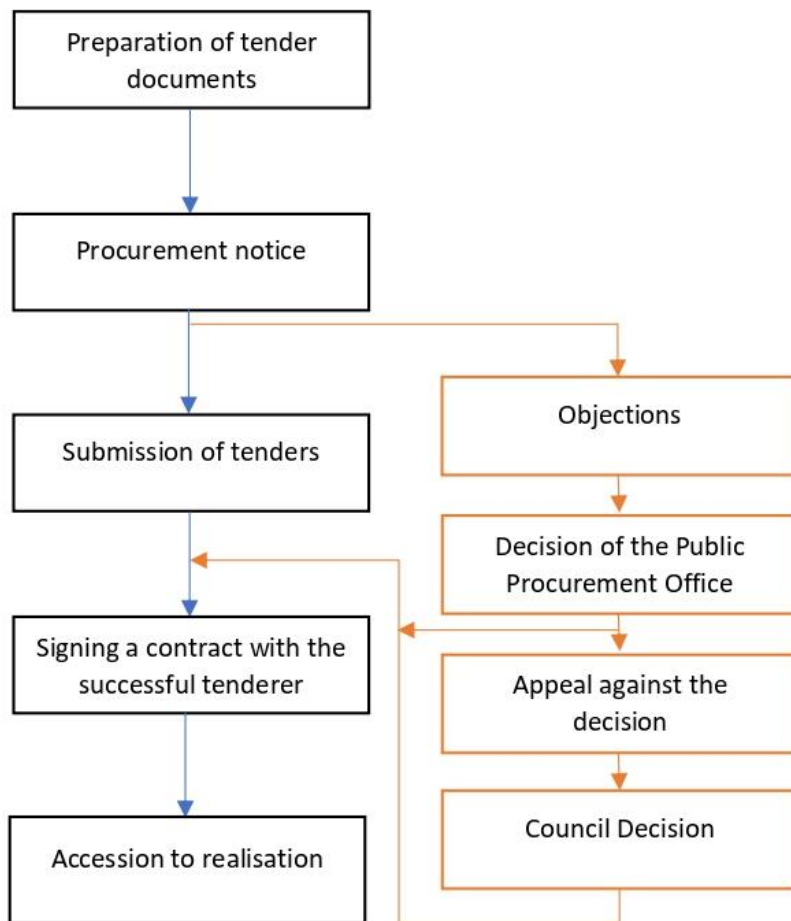 Preparation of tender
documents
Procurement notice
Submission of tenders
Signing a contract with the
successful tenderer
Accession to realisation
Objections
Decision of the Public
Procurement Office
Appeal against the
decision
Council Decision